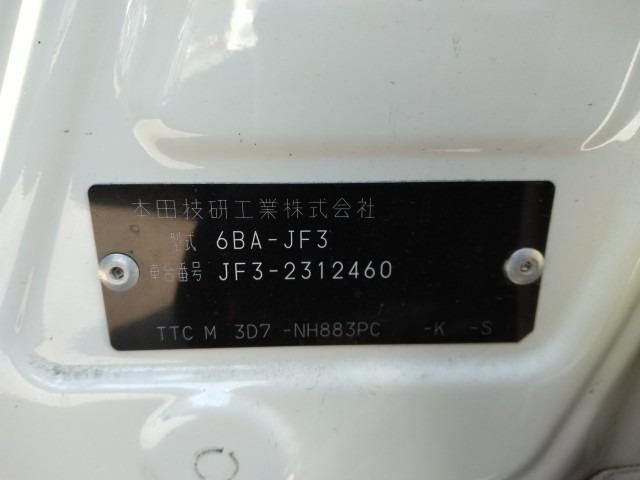 本田技研工業株式会社
型式 6BA-JF3
車台番号 JF3-2312460
TTC M 3D7 -NH883PC -K -S